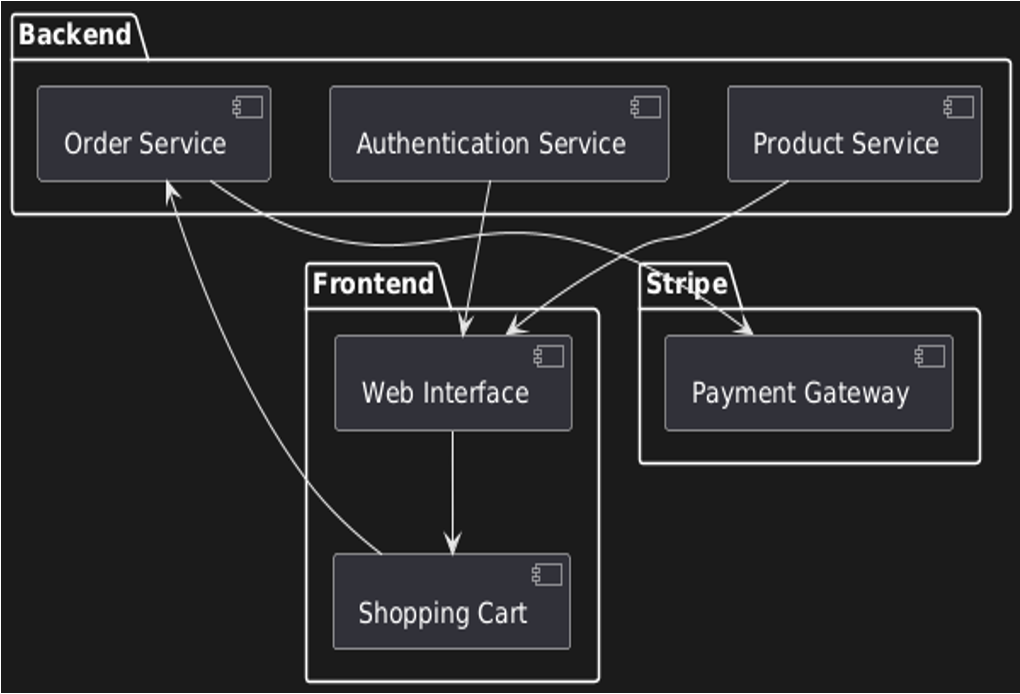 Backend
Order Service
Authentication Service
Product Service
Frontend
Stripe
Web Interface
Payment Gateway
Shopping Cart